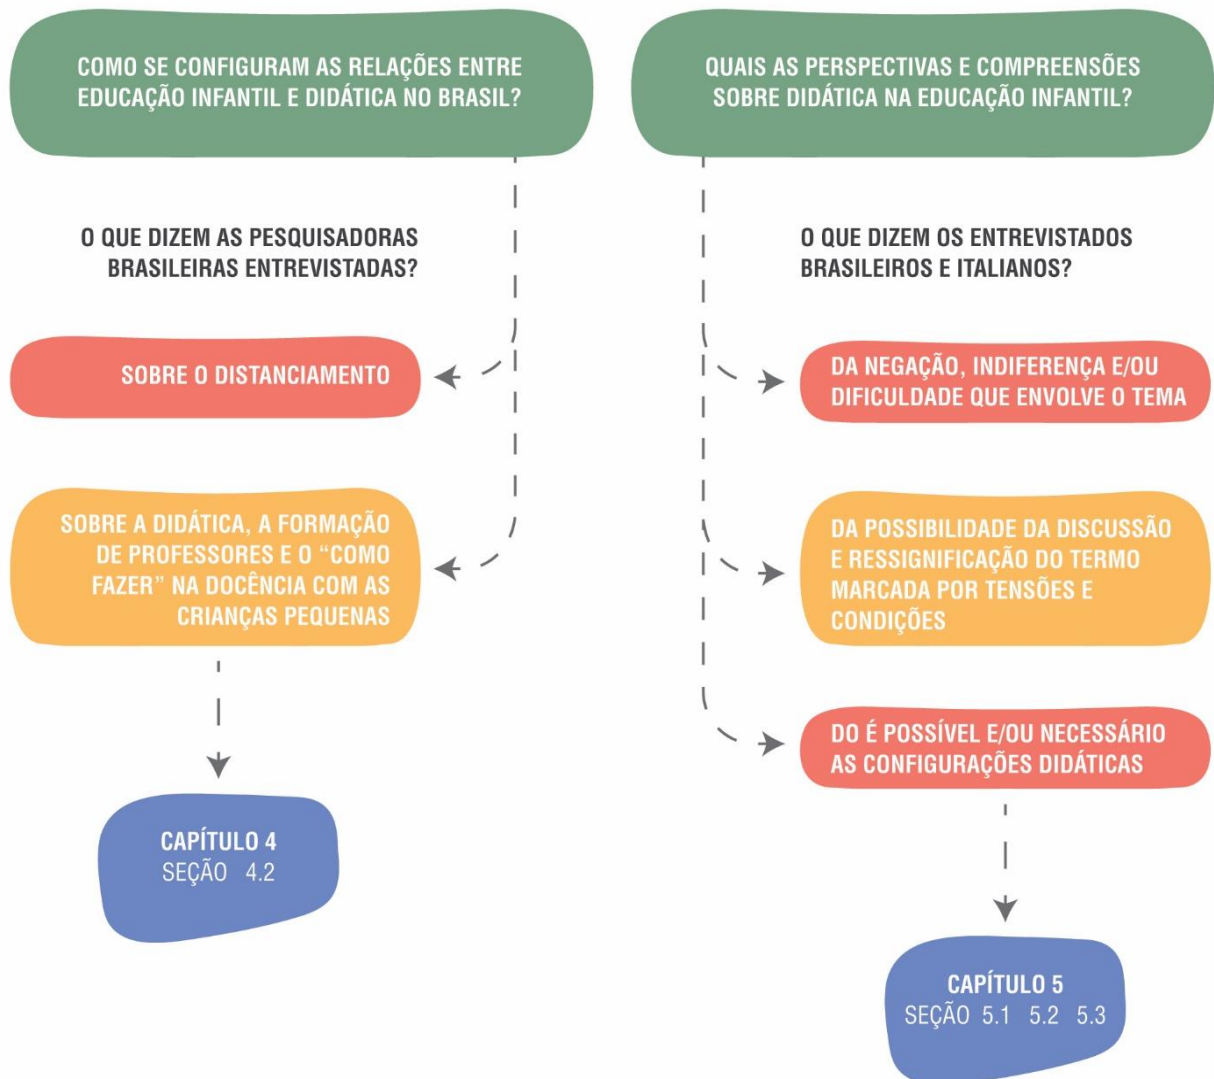 COMO SE CONFIGURAM AS RELAÇÕES ENTRE
EDUCAÇÃO INFANTIL E DIDÁTICA NO BRASIL?
O QUE DIZEM AS PESQUISADORAS
BRASILEIRAS ENTREVISTADAS?
SOBRE O DISTANCIAMENTO
SOBRE A DIDÁTICA, A FORMAÇÃO
DE PROFESSORES E O “COMO
FAZER” NA DOCÊNCIA COM AS
CRIANÇAS PEQUENAS
CAPÍTULO 4
SEÇÃO 4.2
QUAIS AS PERSPECTIVAS E COMPREENSÕES
SOBRE DIDÁTICA NA EDUCAÇÃO INFANTIL?
O QUE DIZEM OS ENTREVISTADOS
BRASILEIROS E ITALIANOS?
DA NEGAÇÃO, INDIFERENÇA E/OU
DIFICULDADE QUE ENVOLVE O TEMA
DA POSSIBILIDADE DA DISCUSSÃO
E RESSIGNIFICAÇÃO DO TERMO
MARCADA POR TENSÕES E
CONDIÇÕES
DO É POSSÍVEL E/OU NECESSÁRIO
AS CONFIGURAÇÕES DIDÁTICAS
CAPÍTULO 5
SEÇÃO 5.1 5.2 5.3